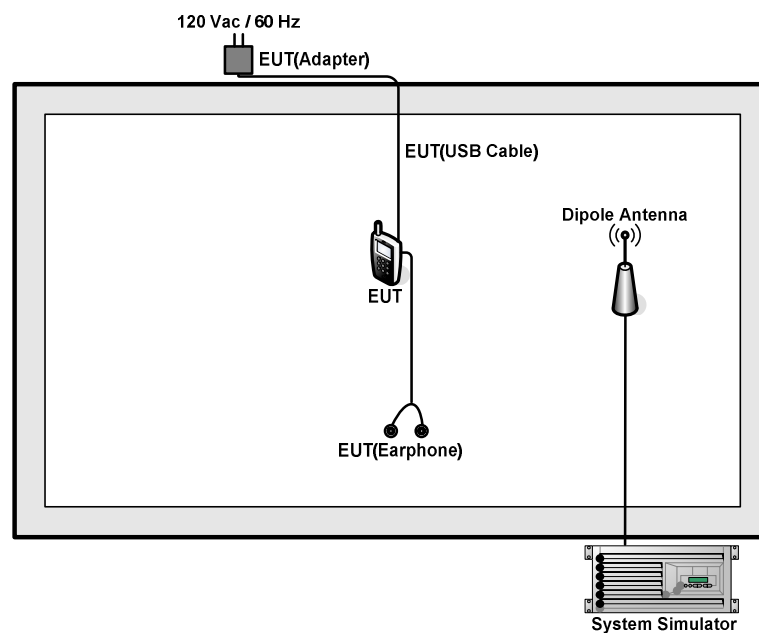 120 Vac / 60 Hz
EUT(Adapter)
EUT(USB Cable)
Dipole Antenna
EUT
EUT(Earphone)
System Simulator